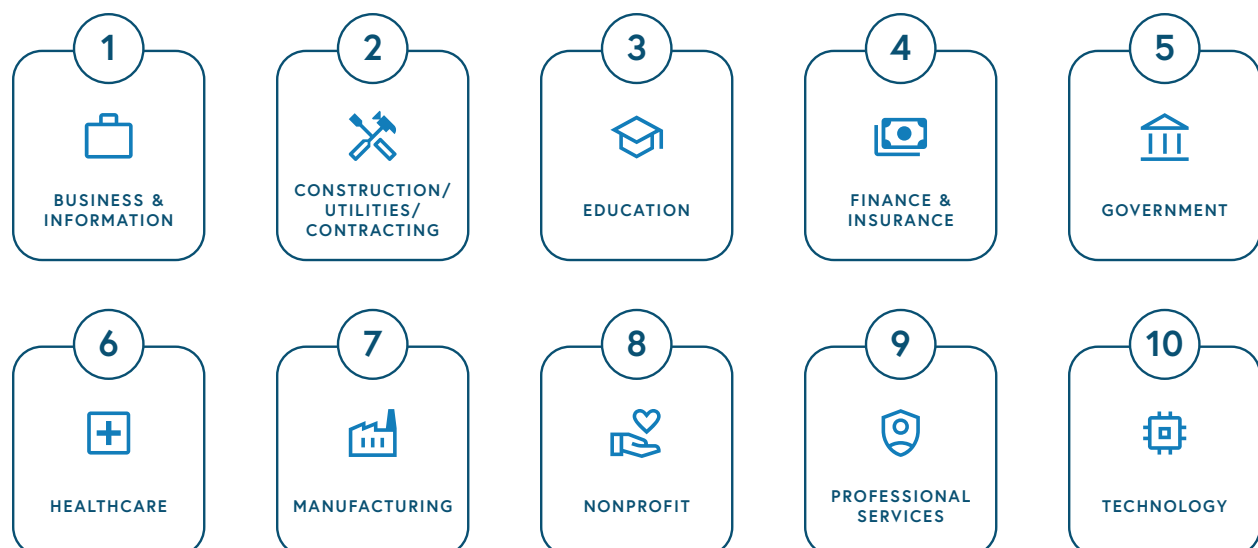 1
BUSINESS &
INFORMATION
2
CONSTRUCTION/
UTILITIES/
CONTRACTING
3
EDUCATION
4
FINANCE &
INSURANCE
5
GOVERNMENT
6
HEALTHCARE
7
MANUFACTURING
8
NONPROFIT
9
PROFESSIONAL
SERVICES
10
TECHNOLOGY